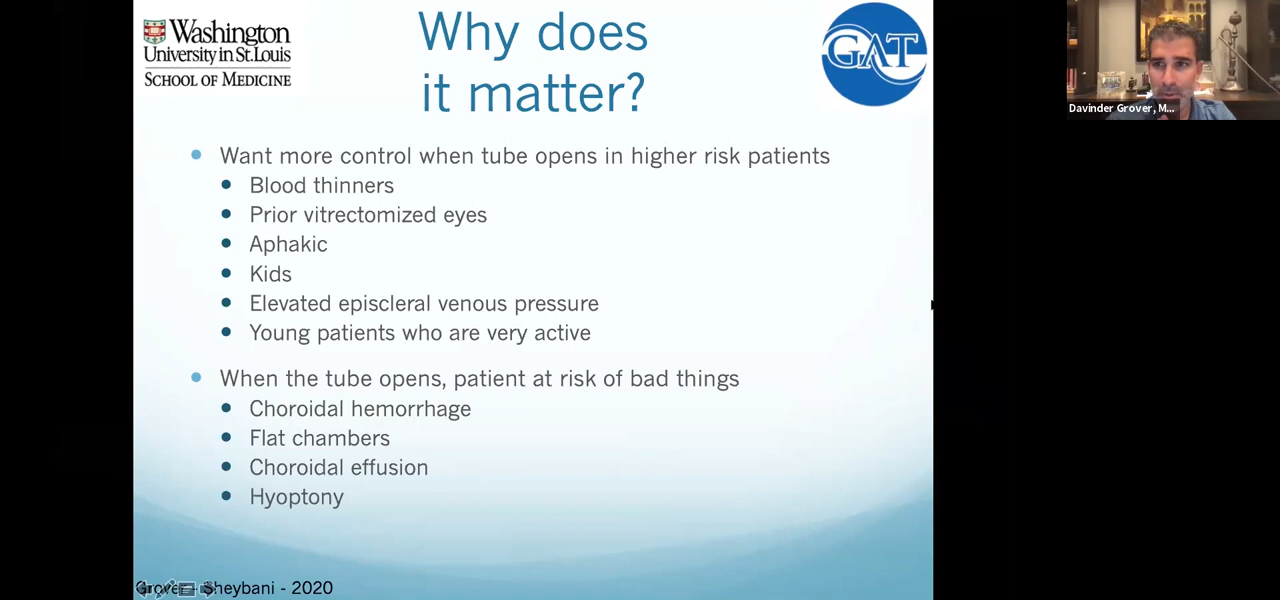 Washington
University in St. Louis
SCHOOL OF MEDICINE
Why does
it matter?
GAT
Davinder Grover, M...
Want more control when tube opens in higher risk patients
Blood thinners
Prior vitrectomized eyes
Aphakic
Kids
Elevated episcleral venous pressure
Young patients who are very active
When the tube opens, patient at risk of bad things
Choroidal hemorrhage
Flat chambers
Choroidal effusion
Hyoptony
Grover - Sheybani - 2020